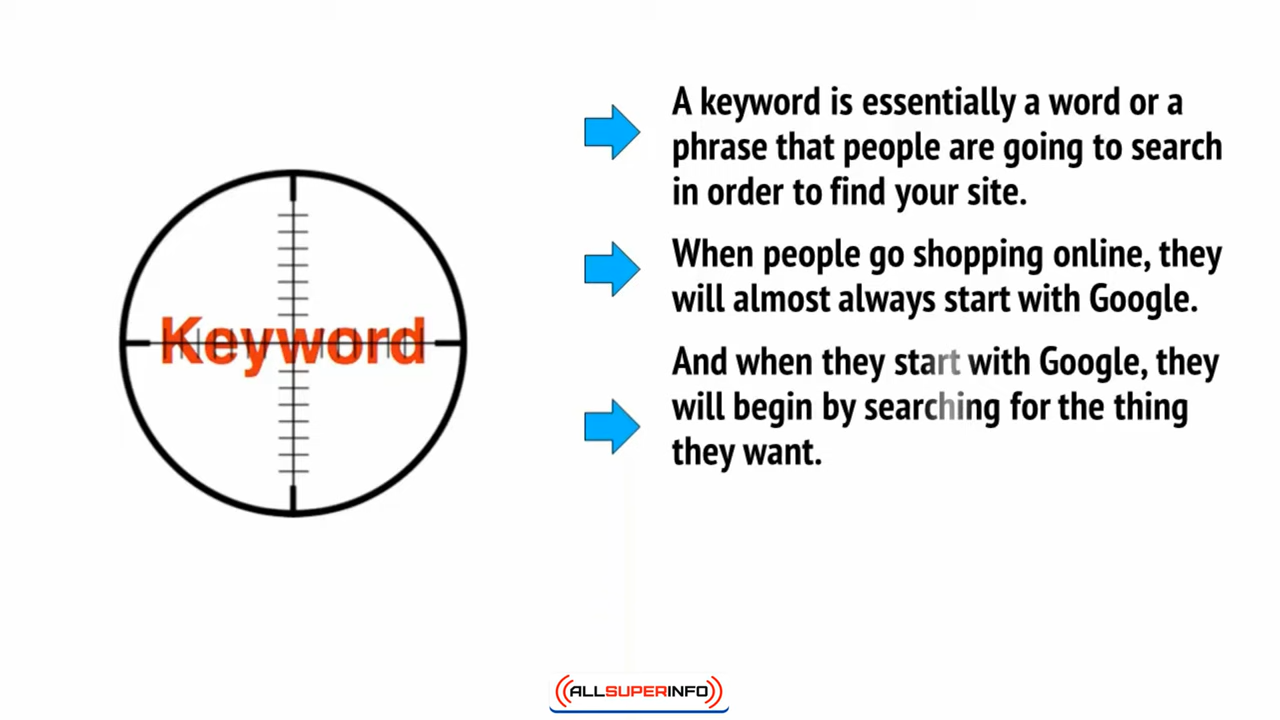 A keyword is essentially a word or a
phrase that people are going to search
in order to find your site.
When people go shopping online, they
will almost always start with Google.
And when they start with Google, they
will begin by searching for the thing
they want.
Keyword
ALLSUPERINFO